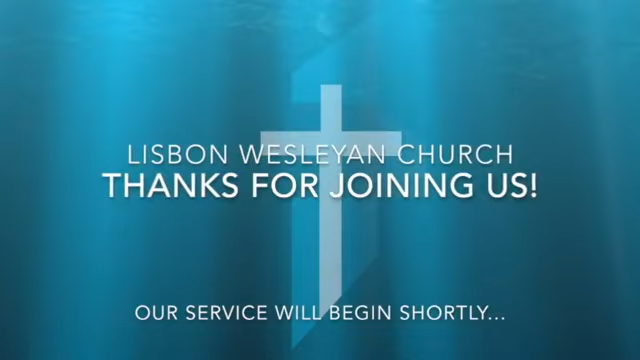 LISBON WESLEYAN CHURCH
THANKS FOR JOINING US!
OUR SERVICE WILL BEGIN SHORTLY...